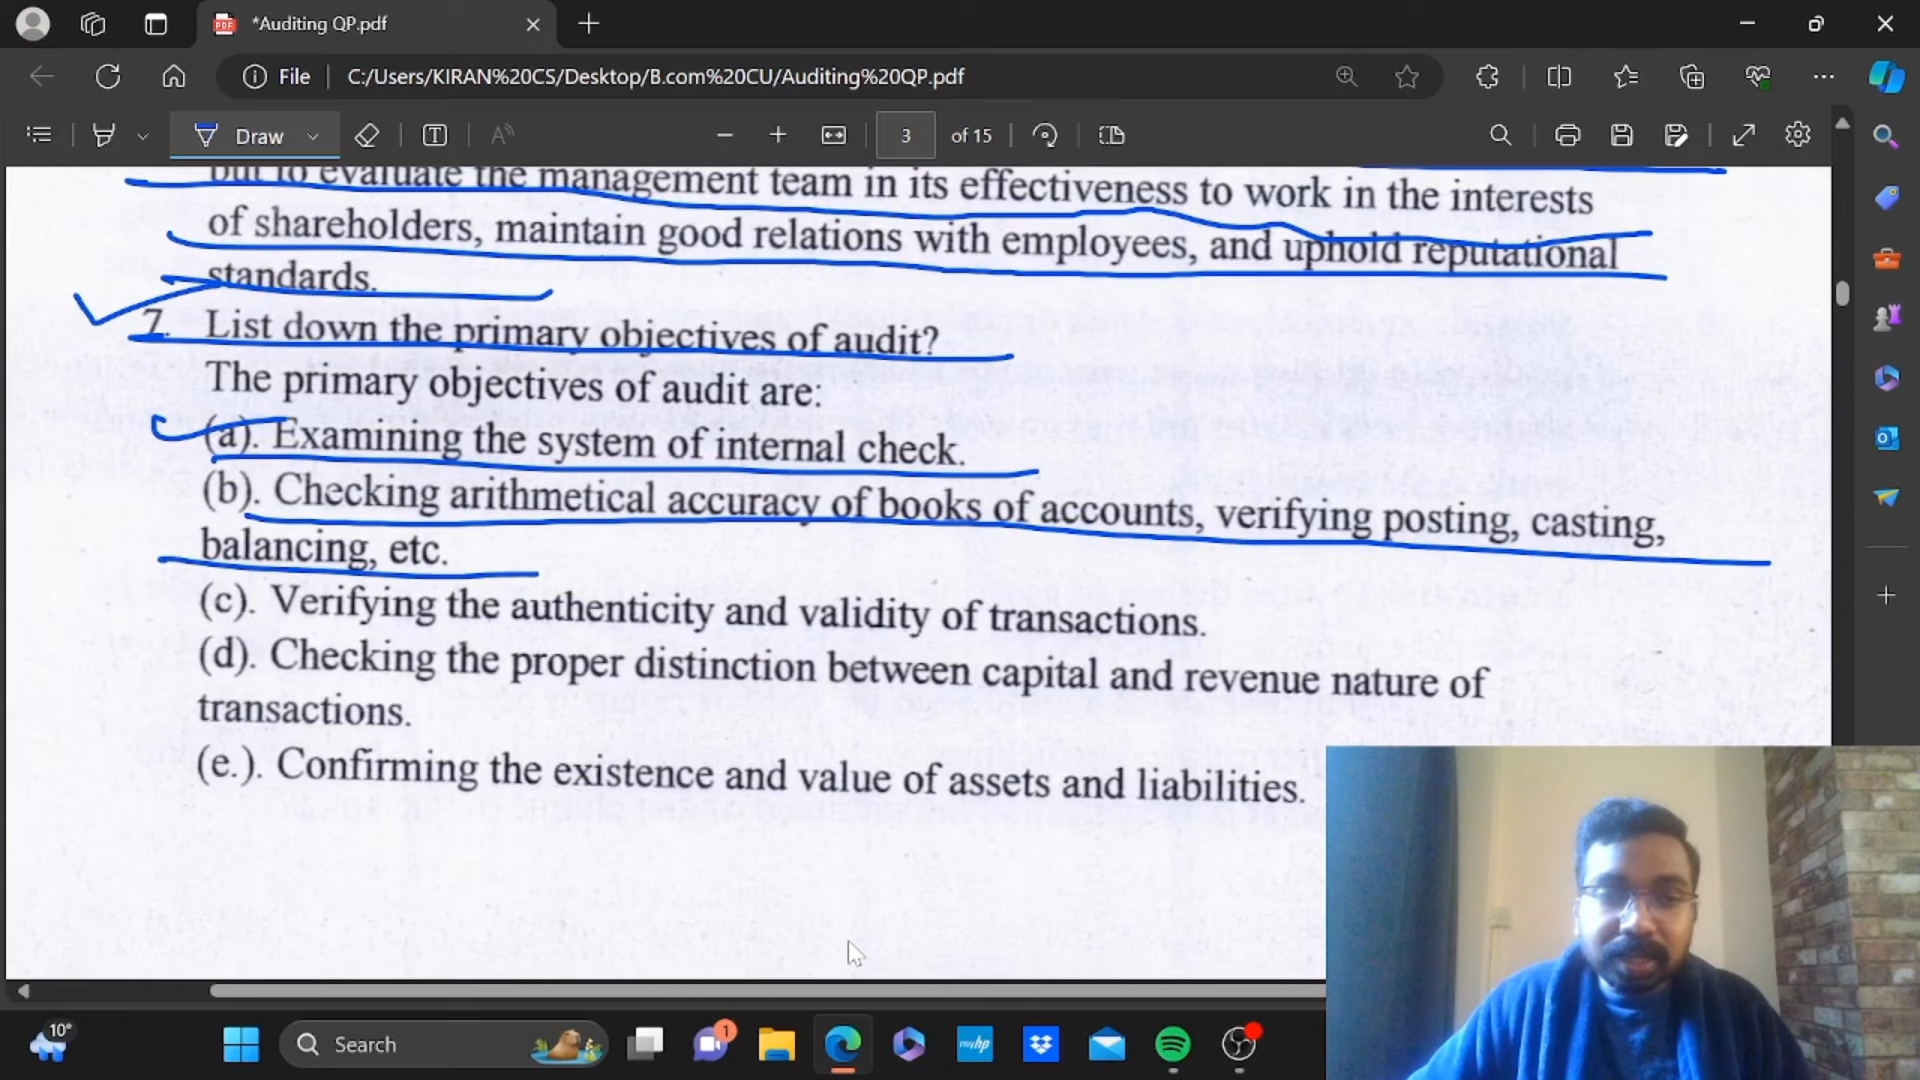 *Auditing QP.pdf
File
C:/Users/KIRAN%20CS/Desktop/B.com%20CU/Auditing%20QP.pdf
Draw
3 of 15
but to evaluate the management team in its effectiveness to work in the interests
of shareholders, maintain good relations with employees, and uphold reputational
standards.
7. List down the primary objectives of audit?
The primary objectives of audit are:
(a). Examining the system of internal check.
(b). Checking arithmetical accuracy of books of accounts, verifying posting, casting,
balancing, etc.
(c). Verifying the authenticity and validity of transactions.
(d). Checking the proper distinction between capital and revenue nature of
transactions.
(e.). Confirming the existence and value of assets and liabilities.
10°
Search
1
myhp